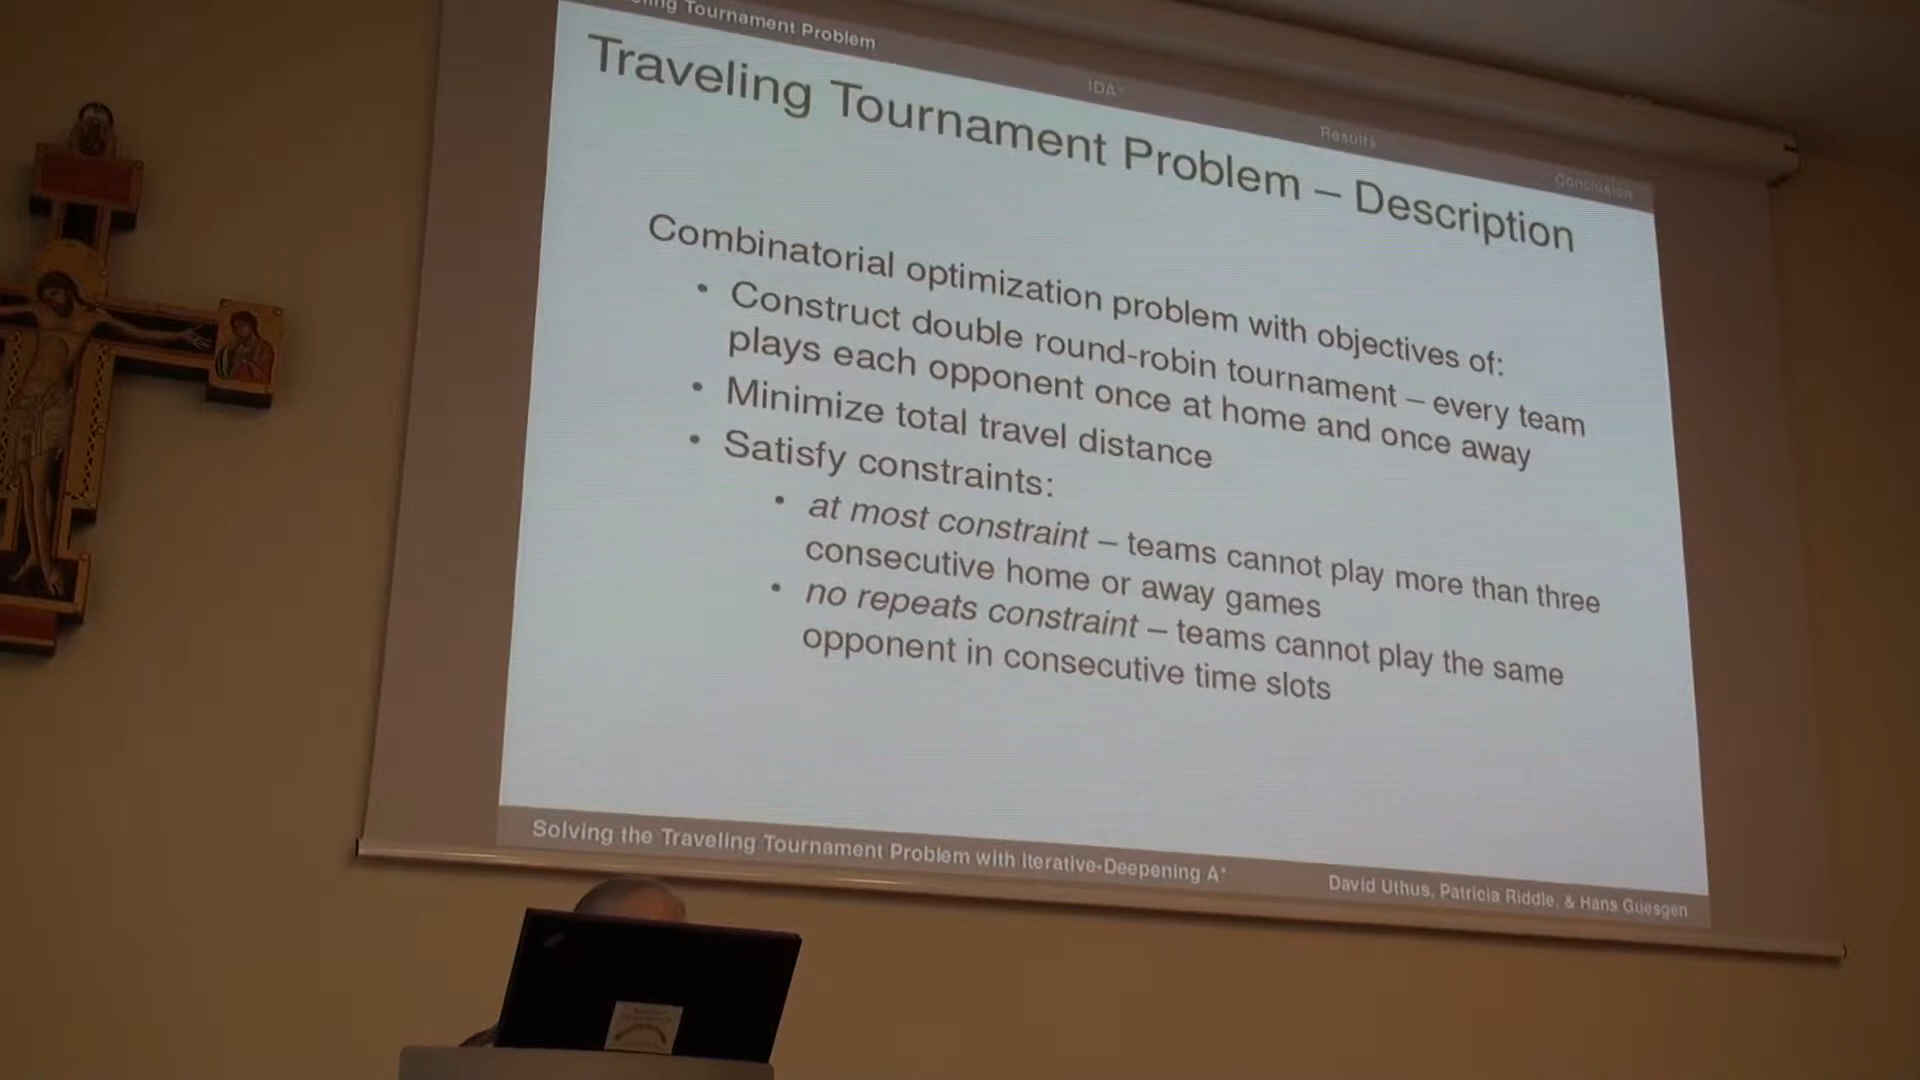 Tournament Problem
IDA*
Results
Conclusion
Traveling Tournament Problem – Description
Combinatorial optimization problem with objectives of:
• Construct double round-robin tournament – every team
plays each opponent once at home and once away
• Minimize total travel distance
• Satisfy constraints:
• at most constraint – teams cannot play more than three
consecutive home or away games
• no repeats constraint – teams cannot play the same
opponent in consecutive time slots
Solving the Traveling Tournament Problem with Iterative-Deepening A*
David Uthus, Patricia Riddle, & Hans Guesgen